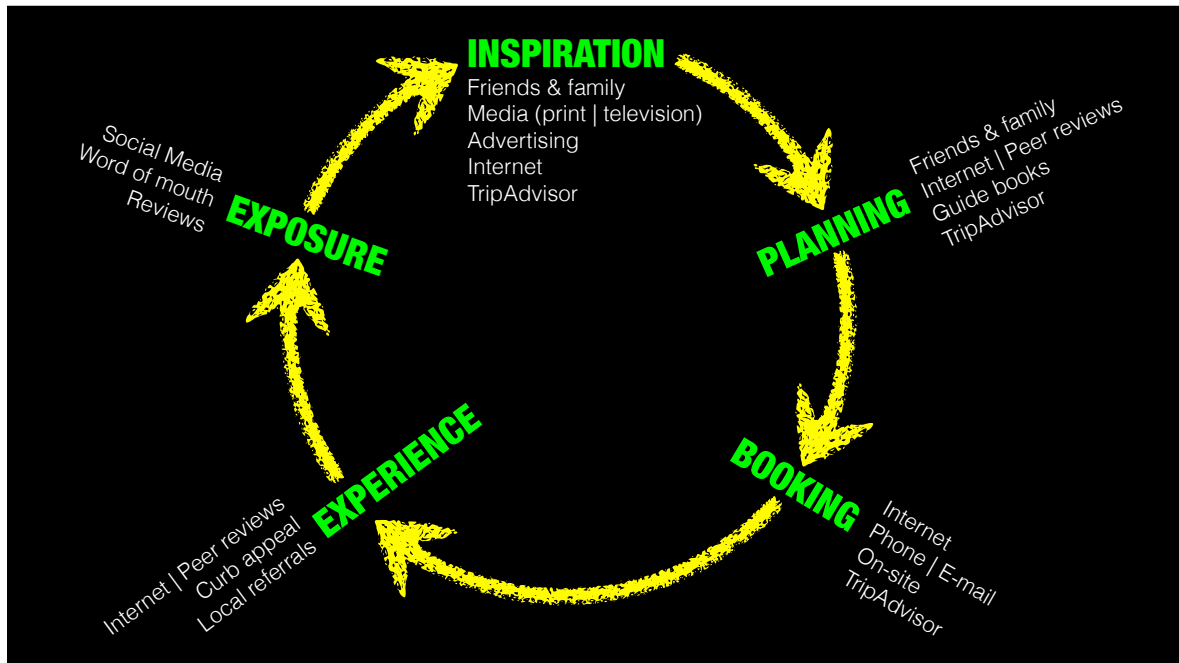 INSPIRATION
Friends & family
Media (print | television)
Advertising
Internet
TripAdvisor
PLANNING
Friends & family
Internet | Peer reviews
Guide books
TripAdvisor
BOOKING
Internet
Phone | E-mail
On-site
TripAdvisor
EXPERIENCE
Internet | Peer reviews
Curb appeal
Local referrals
EXPOSURE
Social Media
Word of mouth
Reviews